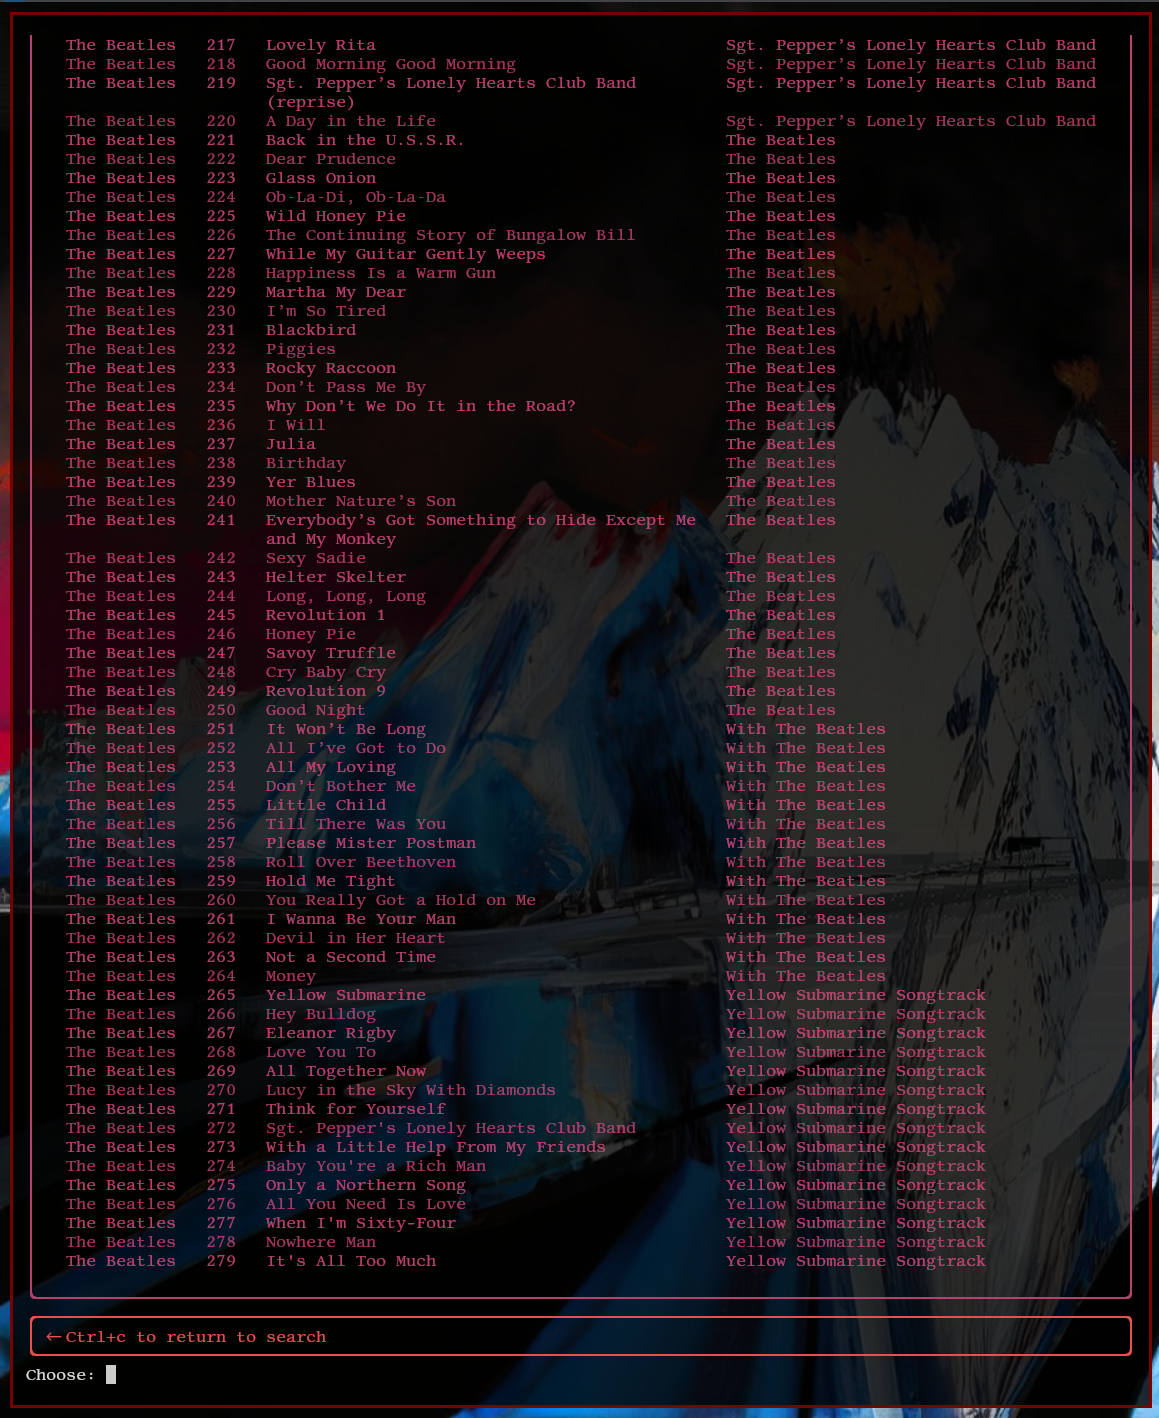 The Beatles 217 Lovely Rita Sgt. Pepper’s Lonely Hearts Club Band
The Beatles 218 Good Morning Good Morning Sgt. Pepper’s Lonely Hearts Club Band
The Beatles 219 Sgt. Pepper’s Lonely Hearts Club Band Sgt. Pepper’s Lonely Hearts Club Band
(reprise)
The Beatles 220 A Day in the Life Sgt. Pepper’s Lonely Hearts Club Band
The Beatles 221 Back in the U.S.S.R. The Beatles
The Beatles 222 Dear Prudence The Beatles
The Beatles 223 Glass Onion The Beatles
The Beatles 224 Ob-La-Di, Ob-La-Da The Beatles
The Beatles 225 Wild Honey Pie The Beatles
The Beatles 226 The Continuing Story of Bungalow Bill The Beatles
The Beatles 227 While My Guitar Gently Weeps The Beatles
The Beatles 228 Happiness Is a Warm Gun The Beatles
The Beatles 229 Martha My Dear The Beatles
The Beatles 230 I’m So Tired The Beatles
The Beatles 231 Blackbird The Beatles
The Beatles 232 Piggies The Beatles
The Beatles 233 Rocky Raccoon The Beatles
The Beatles 234 Don’t Pass Me By The Beatles
The Beatles 235 Why Don’t We Do It in the Road? The Beatles
The Beatles 236 I Will The Beatles
The Beatles 237 Julia The Beatles
The Beatles 238 Birthday The Beatles
The Beatles 239 Yer Blues The Beatles
The Beatles 240 Mother Nature’s Son The Beatles
The Beatles 241 Everybody’s Got Something to Hide Except Me The Beatles
and My Monkey
The Beatles 242 Sexy Sadie The Beatles
The Beatles 243 Helter Skelter The Beatles
The Beatles 244 Long, Long, Long The Beatles
The Beatles 245 Revolution 1 The Beatles
The Beatles 246 Honey Pie The Beatles
The Beatles 247 Savoy Truffle The Beatles
The Beatles 248 Cry Baby Cry The Beatles
The Beatles 249 Revolution 9 The Beatles
The Beatles 250 Good Night The Beatles
The Beatles 251 It Won’t Be Long With The Beatles
The Beatles 252 All I’ve Got to Do With The Beatles
The Beatles 253 All My Loving With The Beatles
The Beatles 254 Don’t Bother Me With The Beatles
The Beatles 255 Little Child With The Beatles
The Beatles 256 Till There Was You With The Beatles
The Beatles 257 Please Mister Postman With The Beatles
The Beatles 258 Roll Over Beethoven With The Beatles
The Beatles 259 Hold Me Tight With The Beatles
The Beatles 260 You Really Got a Hold on Me With The Beatles
The Beatles 261 I Wanna Be Your Man With The Beatles
The Beatles 262 Devil in Her Heart With The Beatles
The Beatles 263 Not a Second Time With The Beatles
The Beatles 264 Money With The Beatles
The Beatles 265 Yellow Submarine Yellow Submarine Songtrack
The Beatles 266 Hey Bulldog Yellow Submarine Songtrack
The Beatles 267 Eleanor Rigby Yellow Submarine Songtrack
The Beatles 268 Love You To Yellow Submarine Songtrack
The Beatles 269 All Together Now Yellow Submarine Songtrack
The Beatles 270 Lucy in the Sky With Diamonds Yellow Submarine Songtrack
The Beatles 271 Think for Yourself Yellow Submarine Songtrack
The Beatles 272 Sgt. Pepper's Lonely Hearts Club Band Yellow Submarine Songtrack
The Beatles 273 With a Little Help From My Friends Yellow Submarine Songtrack
The Beatles 274 Baby You're a Rich Man Yellow Submarine Songtrack
The Beatles 275 Only a Northern Song Yellow Submarine Songtrack
The Beatles 276 All You Need Is Love Yellow Submarine Songtrack
The Beatles 277 When I'm Sixty-Four Yellow Submarine Songtrack
The Beatles 278 Nowhere Man Yellow Submarine Songtrack
The Beatles 279 It's All Too Much Yellow Submarine Songtrack
←Ctrl+c to return to search
Choose: